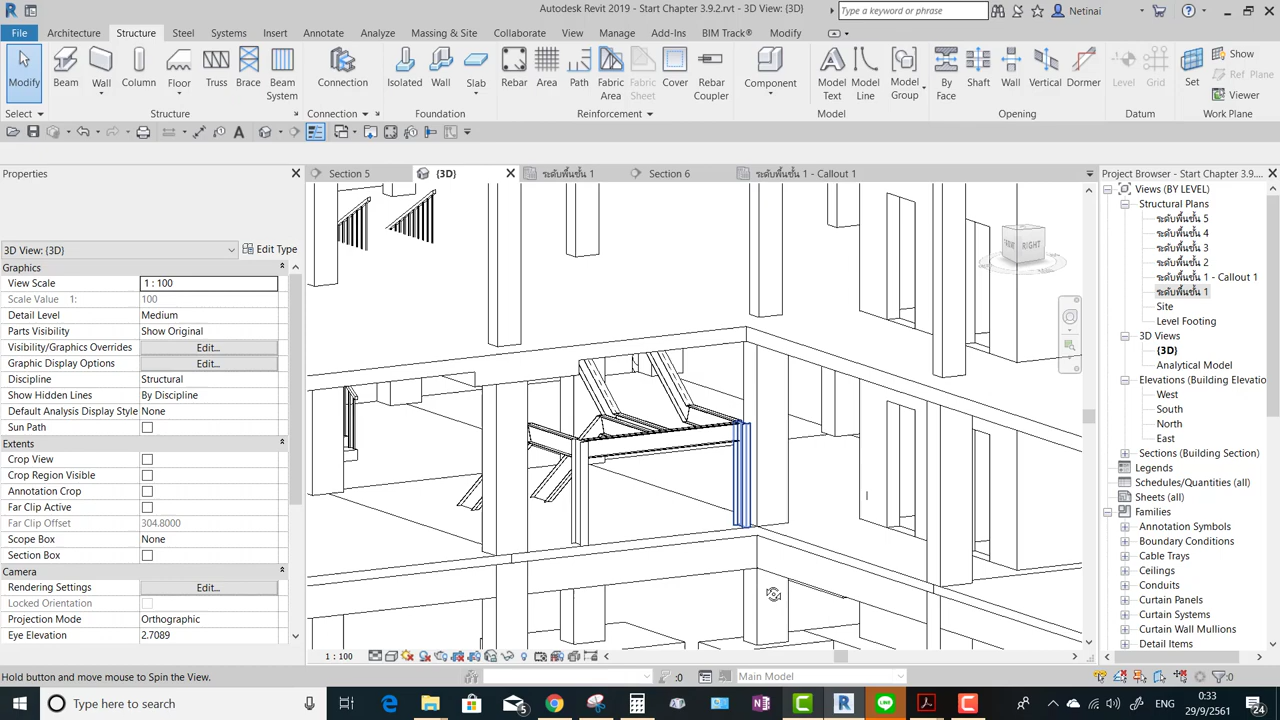 Autodesk Revit 2019 - Start Chapter 3.9.2.rvt - 3D View: {3D}
Type a keyword or phrase
Netinai
File
Architecture
Structure
Steel
Systems
Insert
Annotate
Analyze
Massing & Site
Collaborate
View
Manage
Add-Ins
BIM Track®
Modify
Modify
Beam
Wall
Column
Floor
Truss
Brace
Beam
System
Connection
Isolated
Wall
Slab
Rebar
Area
Path
Fabric
Area
Fabric
Sheet
Cover
Rebar
Coupler
Component
Model
Text
Model
Line
Model
Group
By
Face
Shaft
Wall
Vertical
Dormer
Level
Grid
Set
Show
Ref Plane
Viewer
Select
Structure
Connection
Foundation
Reinforcement
Model
Opening
Datum
Work Plane
Properties
Section 5
{3D}
ระดับพื้นชั้น 1
Section 6
ระดับพื้นชั้น 1 - Callout 1
Project Browser - Start Chapter 3.9....
3D View: {3D}
Edit Type
Graphics
View Scale
1 : 100
Scale Value 1:
100
Detail Level
Medium
Parts Visibility
Show Original
Visibility/Graphics Overrides
Edit...
Graphic Display Options
Edit...
Discipline
Structural
Show Hidden Lines
By Discipline
Default Analysis Display Style
None
Sun Path
Extents
Crop View
Crop Region Visible
Annotation Crop
Far Clip Active
Far Clip Offset
304.8000
Scope Box
None
Section Box
Camera
Rendering Settings
Edit...
Locked Orientation
Projection Mode
Orthographic
Eye Elevation
2.7089
RIGHT
Views (BY LEVEL)
Structural Plans
ระดับพื้นชั้น 5
ระดับพื้นชั้น 4
ระดับพื้นชั้น 3
ระดับพื้นชั้น 2
ระดับพื้นชั้น 1 - Callout 1
ระดับพื้นชั้น 1
Site
Level Footing
3D Views
{3D}
Analytical Model
Elevations (Building Elevatio
West
South
North
East
Sections (Building Section)
Legends
Schedules/Quantities (all)
Sheets (all)
Families
Annotation Symbols
Boundary Conditions
Cable Trays
Ceilings
Conduits
Curtain Panels
Curtain Systems
Curtain Wall Mullions
Detail Items
1 : 100
Hold button and move mouse to Spin the View.
:0
Main Model
:0
Type here to search
5
ENG
0:33
29/9/2561